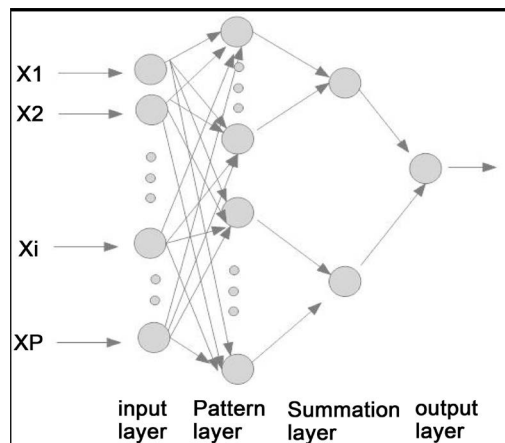 X1
X2
Xi
XP
input layer
Pattern layer
Summation layer
output layer